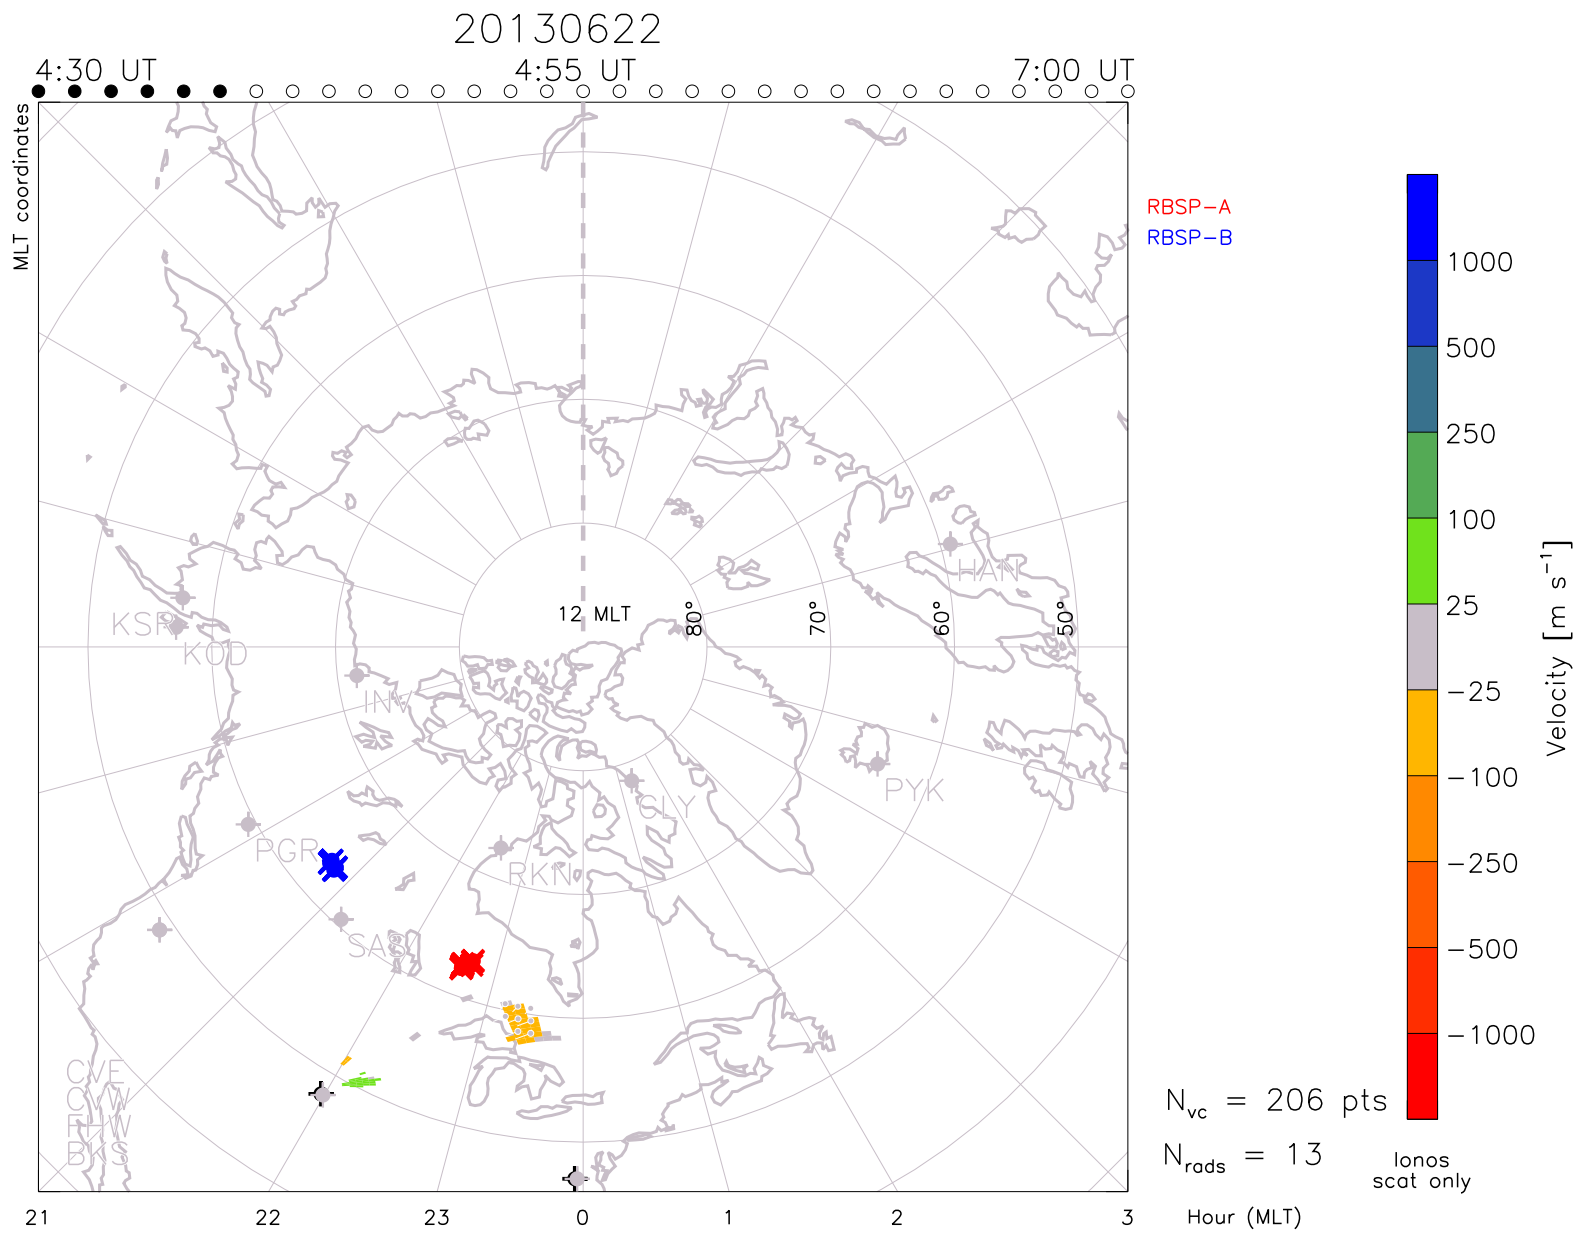 20130622
4:30 UT
4:55 UT
7:00 UT
MLT coordinates
RBSP-A
RBSP-B
12 MLT
80°
70°
60°
50°
HAN
KSR
KOD
INV
CLY
PYK
PGR
RKN
SAS
CVE
CVW
FHW
BKS
1000
500
250
100
25
-25
-100
-250
-500
-1000
Velocity [m s⁻¹]
Nvc = 206 pts
Nrads = 13
Ionos
scat only
21
22
23
0
1
2
3
Hour (MLT)